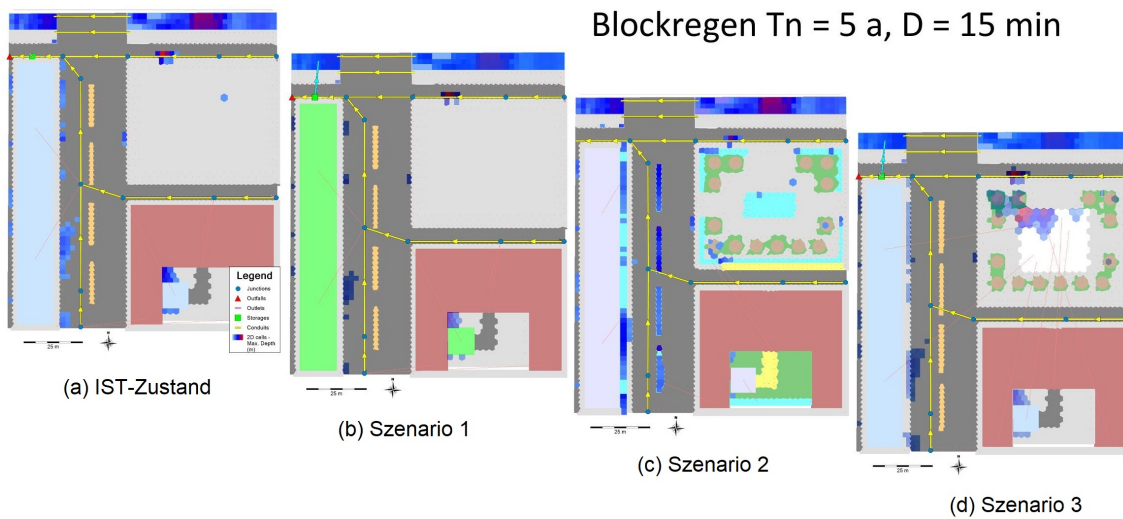 Blockregen Tn = 5 a, D = 15 min
Legend
Junctions
Outfalls
Outlets
Storages
Conduits
2D cells -
Max. Depth
(m)
25 m
(a) IST-Zustand
25 m
(b) Szenario 1
25 m
(c) Szenario 2
25 m
(d) Szenario 3